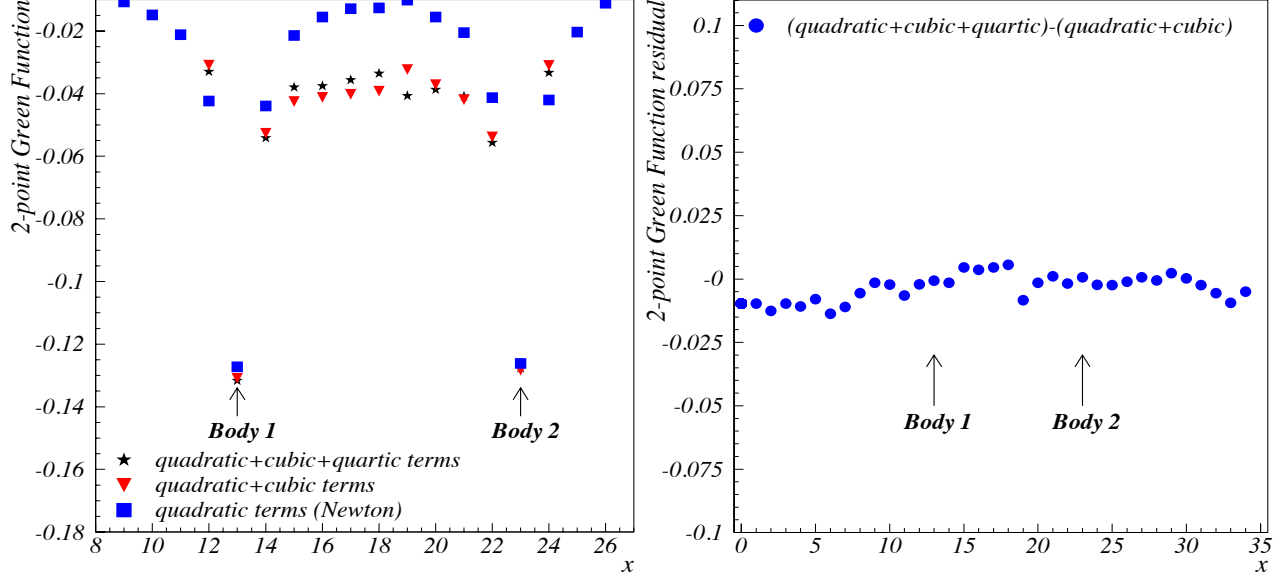 2-point Green Function
-0.02
-0.04
-0.06
-0.08
-0.1
-0.12
-0.14
-0.16
-0.18
Body 1
Body 2
quadratic+cubic+quartic terms
quadratic+cubic terms
quadratic terms (Newton)
8 10 12 14 16 18 20 22 24 26
x
2-point Green Function residual
0.1
0.075
0.05
0.025
-0
-0.025
-0.05
-0.075
-0.1
(quadratic+cubic+quartic)-(quadratic+cubic)
Body 1
Body 2
0 5 10 15 20 25 30 35
x